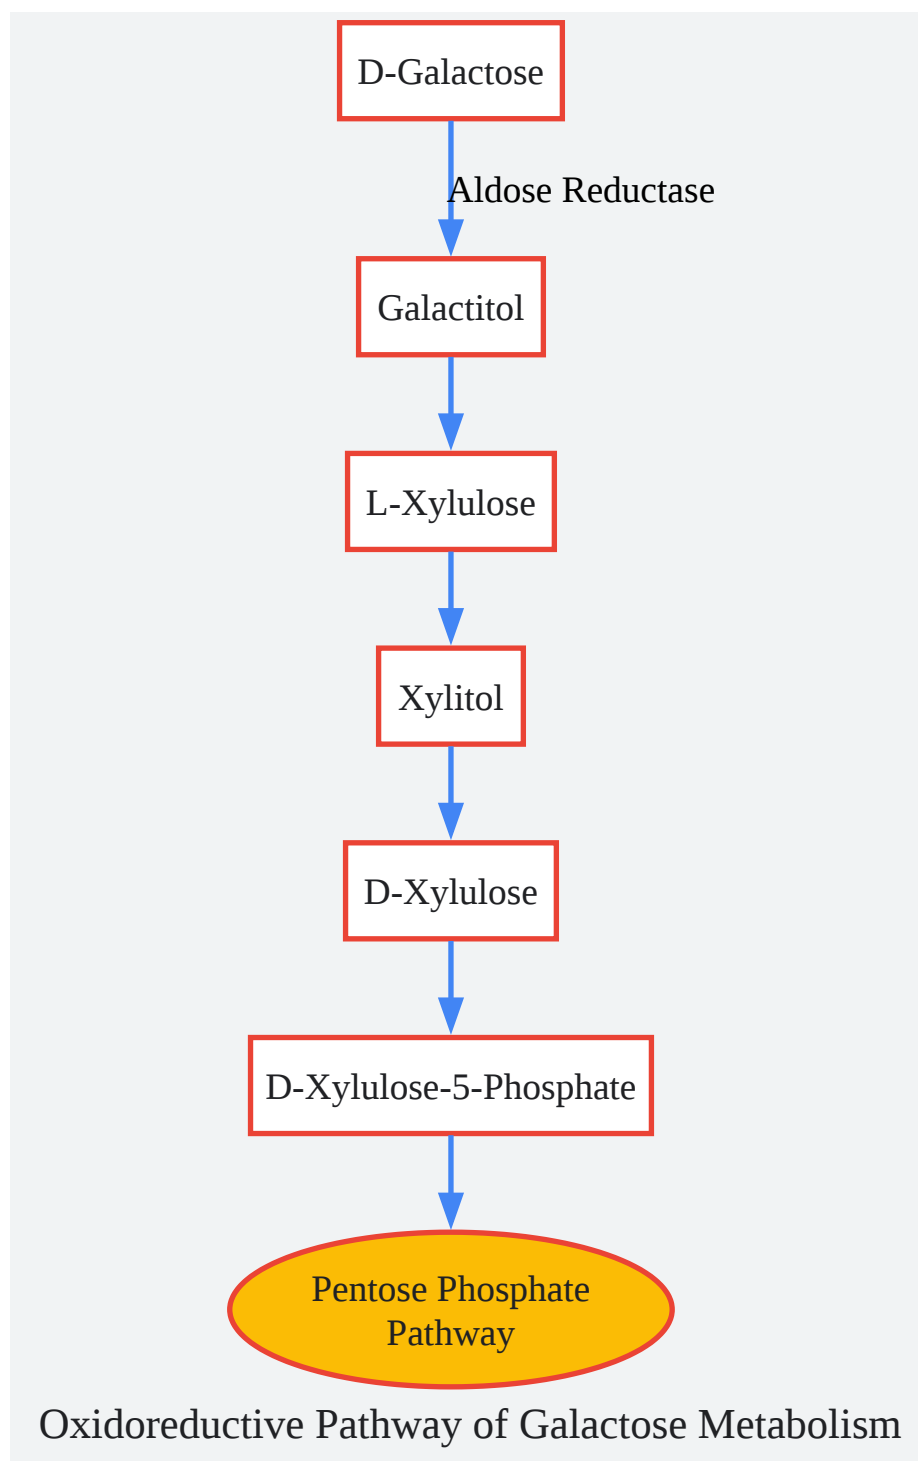 D-Galactose
Aldose Reductase
Galactitol
L-Xylulose
Xylitol
D-Xylulose
D-Xylulose-5-Phosphate
Pentose Phosphate
Pathway
Oxidoreductive Pathway of Galactose Metabolism